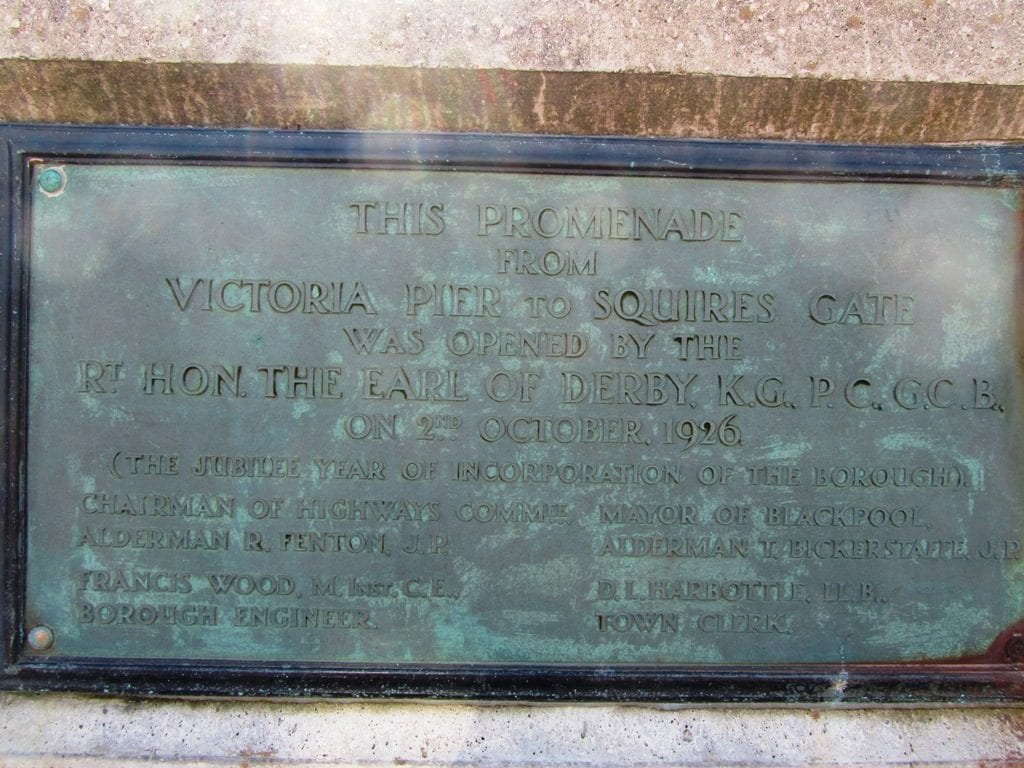 THIS PROMENADE
FROM
VICTORIA PIER TO SQUIRES GATE
WAS OPENED BY THE
RT HON. THE EARL OF DERBY, K.G., P.C., G.C.B.,
ON 2ND OCTOBER, 1926,
(THE JUBILEE YEAR OF INCORPORATION OF THE BOROUGH).
CHAIRMAN OF HIGHWAYS COMMEE,
ALDERMAN R. FENTON, J.P.
MAYOR OF BLACKPOOL,
ALDERMAN T. BICKERSTAFFE, J.P.
FRANCIS WOOD, M.INST.C.E.,
BOROUGH ENGINEER.
D.L. HARBOTTLE, LL.B.,
TOWN CLERK.